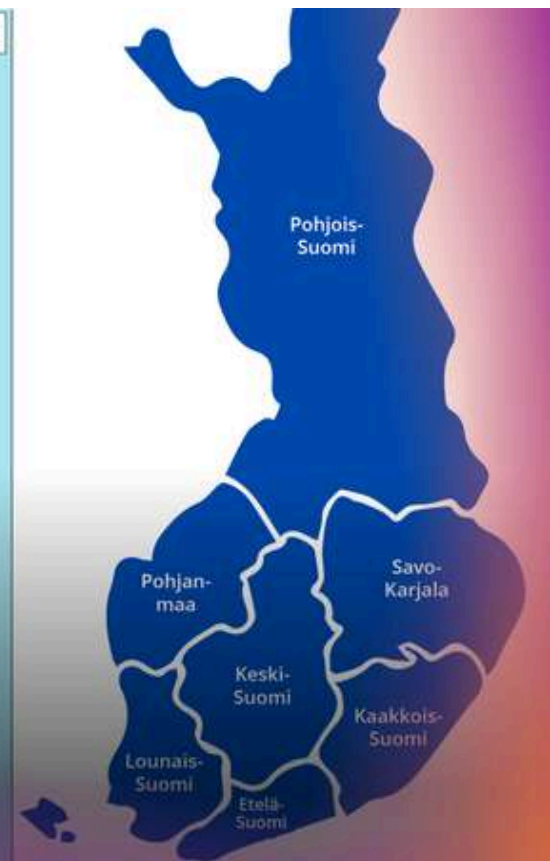 Pohjois-
Suomi
Pohjan-
maa
Savo-
Karjala
Keski-
Suomi
Kaakkois-
Suomi
Lounais-
Suomi
Etelä-
Suomi